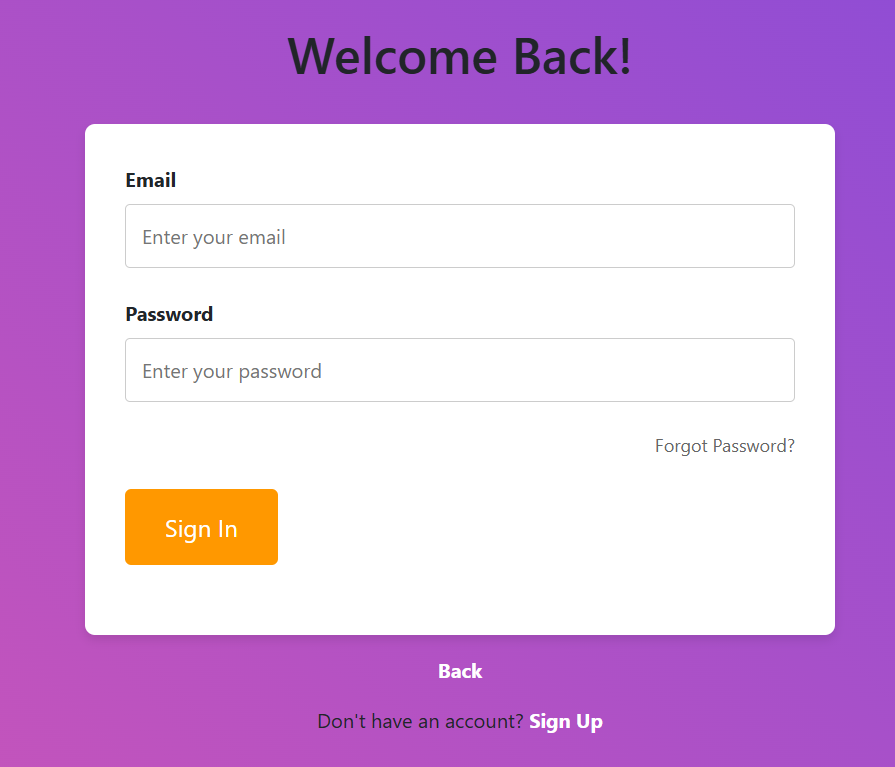 Welcome Back!
Email
Enter your email
Password
Enter your password
Forgot Password?
Sign In
Back
Don't have an account? Sign Up